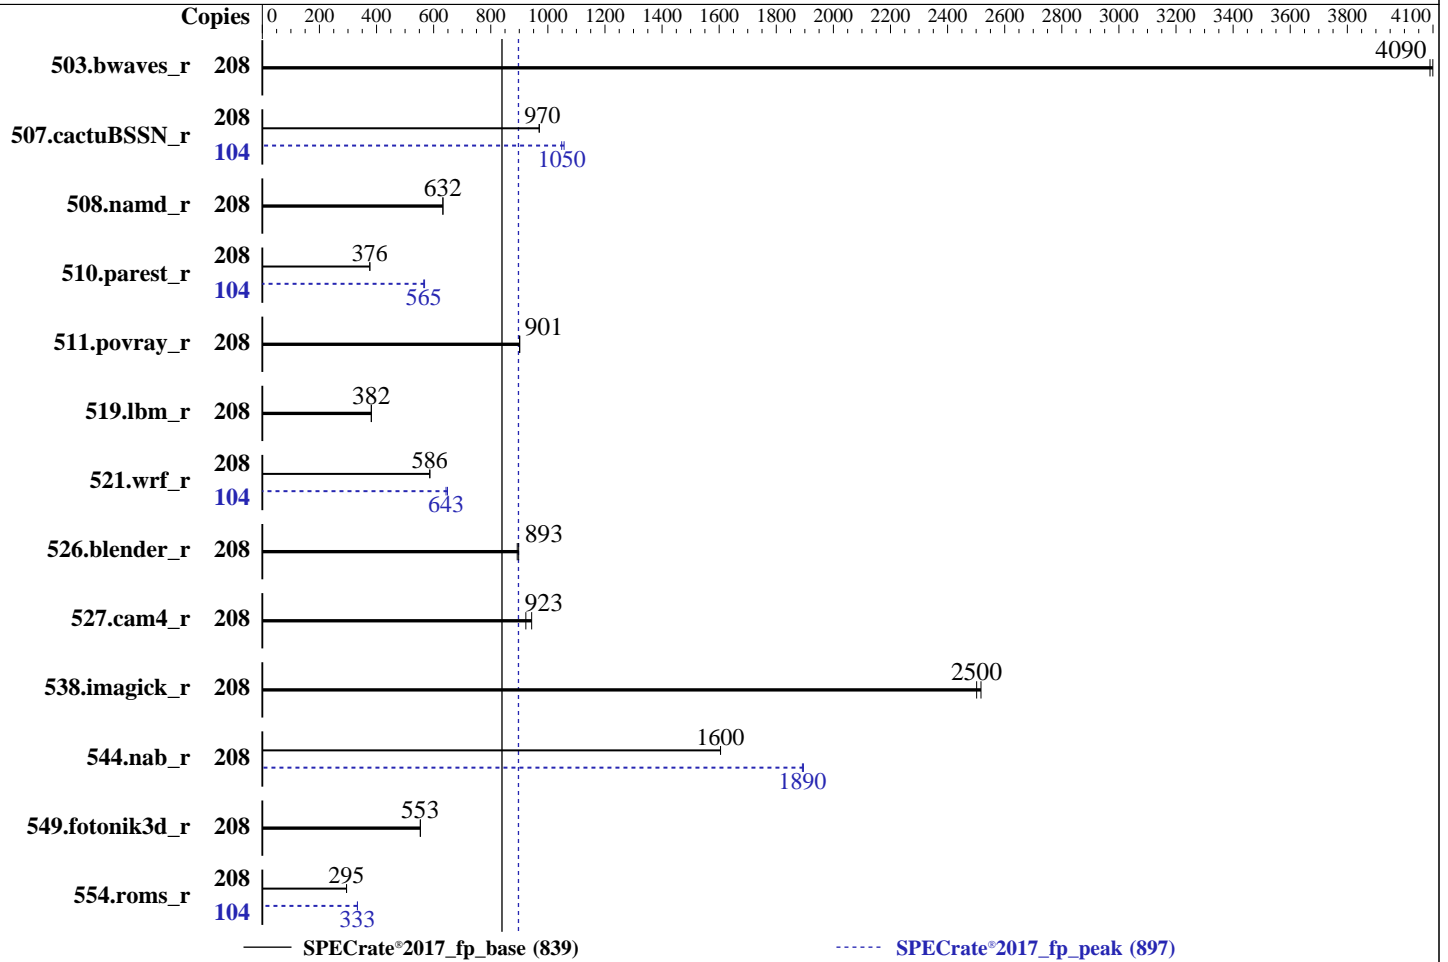 Copies 0 200 400 600 800 1000 1200 1400 1600 1800 2000 2200 2400 2600 2800 3000 3200 3400 3600 3800 4100
503.bwaves_r 208 4090
507.cactuBSSN_r 208 970
104 1050
508.namd_r 208 632
510.parest_r 208 376
104 565
511.povray_r 208 901
519.lbm_r 208 382
521.wrf_r 208 586
104 643
526.blender_r 208 893
527.cam4_r 208 923
538.imagick_r 208 2500
544.nab_r 208 1600
1890
549.fotonik3d_r 208 553
554.roms_r 208 295
104 333
SPECrate®2017_fp_base (839) SPECrate®2017_fp_peak (897)